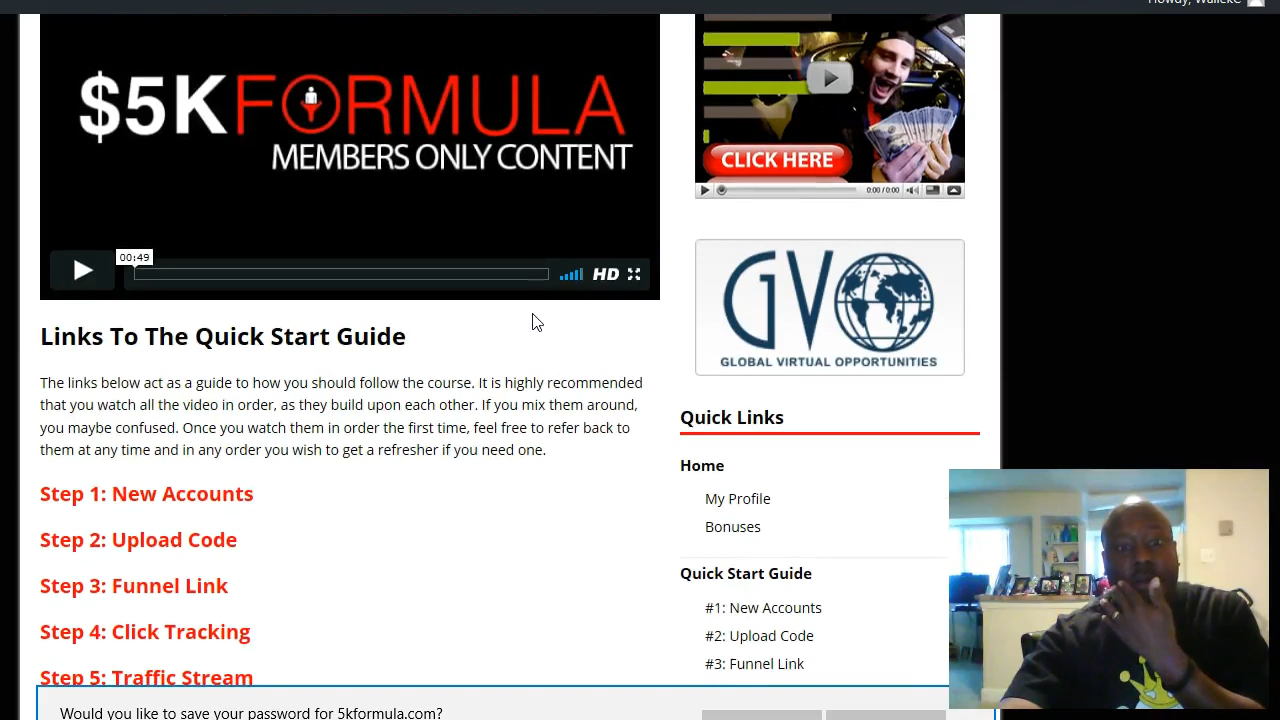 Howdy, WallekC
$5K FORMULA
MEMBERS ONLY CONTENT
00:49
HD
CLICK HERE
0:00 / 0:00
GVO
GLOBAL VIRTUAL OPPORTUNITIES
Links To The Quick Start Guide
The links below act as a guide to how you should follow the course. It is highly recommended
that you watch all the video in order, as they build upon each other. If you mix them around,
you maybe confused. Once you watch them in order the first time, feel free to refer back to
them at any time and in any order you wish to get a refresher if you need one.
Step 1: New Accounts
Step 2: Upload Code
Step 3: Funnel Link
Step 4: Click Tracking
Step 5: Traffic Stream
Quick Links
Home
My Profile
Bonuses
Quick Start Guide
#1: New Accounts
#2: Upload Code
#3: Funnel Link
Would you like to save your password for 5kformula.com?